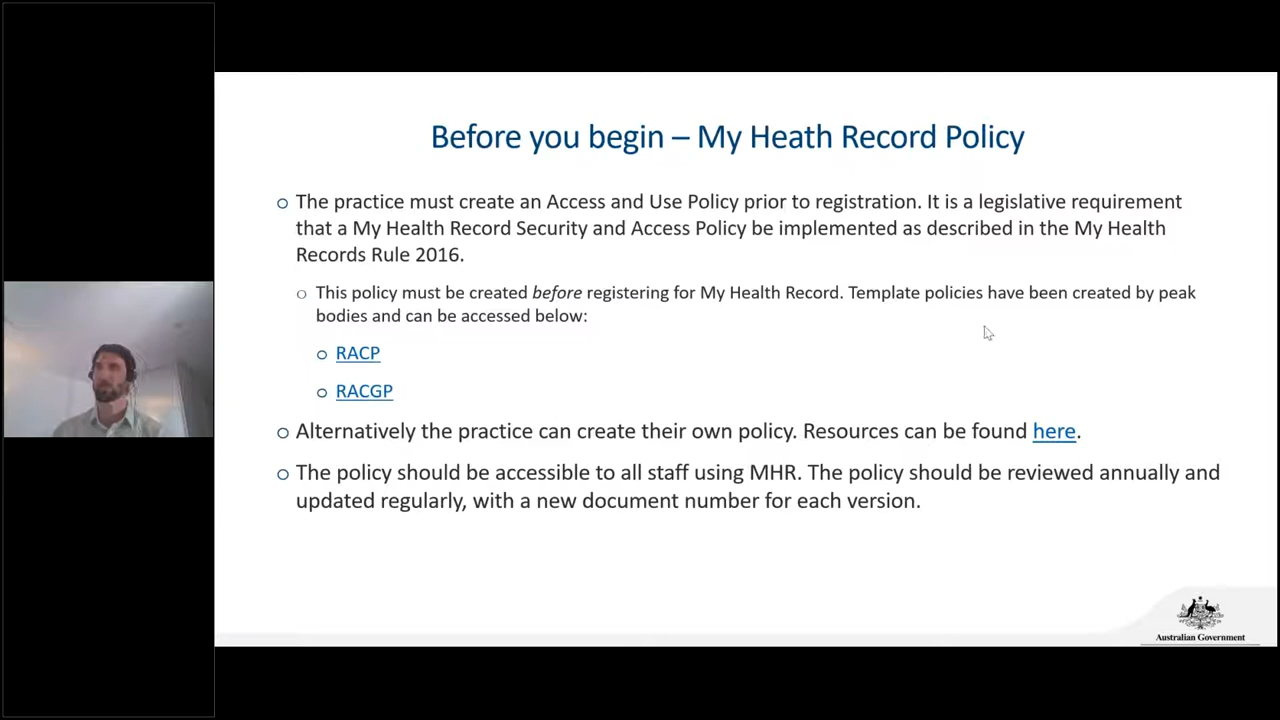 Before you begin – My Heath Record Policy
o The practice must create an Access and Use Policy prior to registration. It is a legislative requirement
that a My Health Record Security and Access Policy be implemented as described in the My Health
Records Rule 2016.
o This policy must be created before registering for My Health Record. Template policies have been created by peak
bodies and can be accessed below:
o RACP
o RACGP
o Alternatively the practice can create their own policy. Resources can be found here.
o The policy should be accessible to all staff using MHR. The policy should be reviewed annually and
updated regularly, with a new document number for each version.
Australian Government